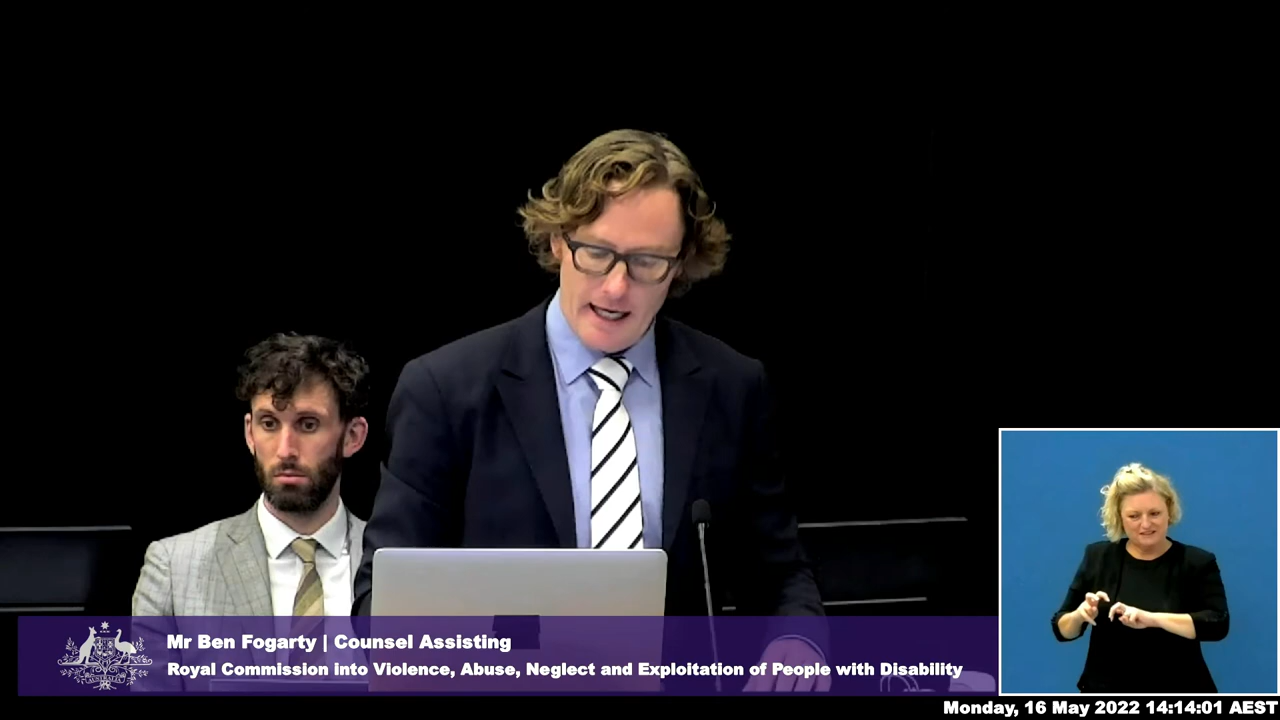 Mr Ben Fogarty | Counsel Assisting
Royal Commission into Violence, Abuse, Neglect and Exploitation of People with Disability
AUSTRALIA
Monday, 16 May 2022 14:14:01 AEST